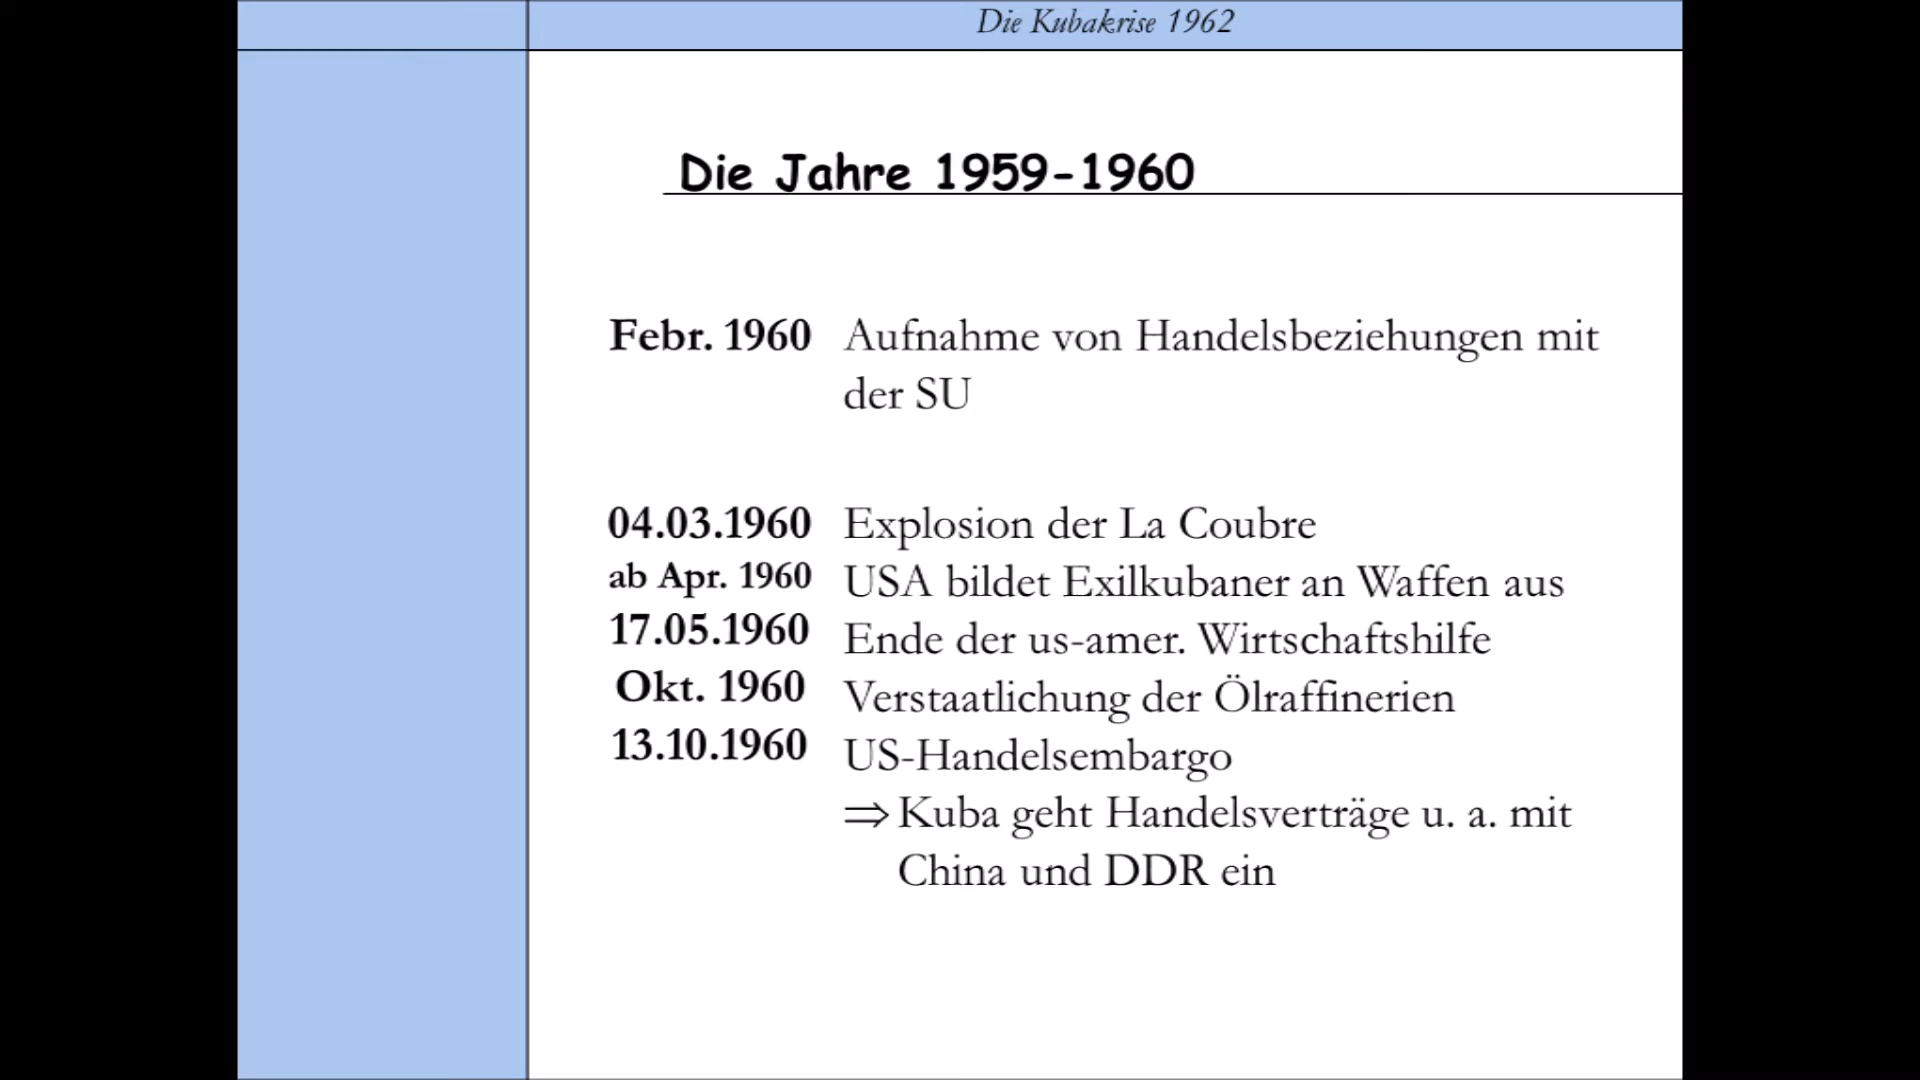 Die Kubakrise 1962
Die Jahre 1959-1960
Febr. 1960 Aufnahme von Handelsbeziehungen mit
der SU
04.03.1960 Explosion der La Coubre
ab Apr. 1960 USA bildet Exilkubaner an Waffen aus
17.05.1960 Ende der us-amer. Wirtschaftshilfe
Okt. 1960 Verstaatlichung der Ölraffinerien
13.10.1960 US-Handelsembargo
⇒ Kuba geht Handelsverträge u. a. mit
China und DDR ein